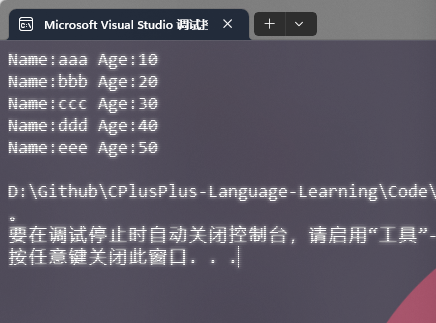 Microsoft Visual Studio 调试
Name:aaa Age:10
Name:bbb Age:20
Name:ccc Age:30
Name:ddd Age:40
Name:eee Age:50
D:\Github\CPlusPlus-Language-Learning\Code\
。
要在调试停止时自动关闭控制台，请启用“工具”-
按任意键关闭此窗口. . .